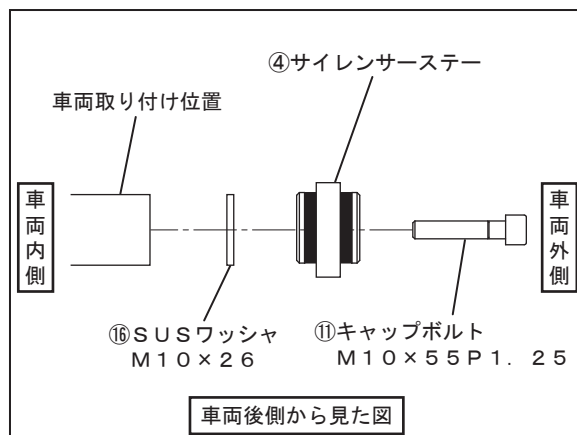 ④サイレンサーステー
車両取り付け位置
車両内側
車両外側
⑯ＳＵＳワッシャ
Ｍ１０×２６
⑪キャップボルト
Ｍ１０×５５Ｐ１．２５
車両後側から見た図